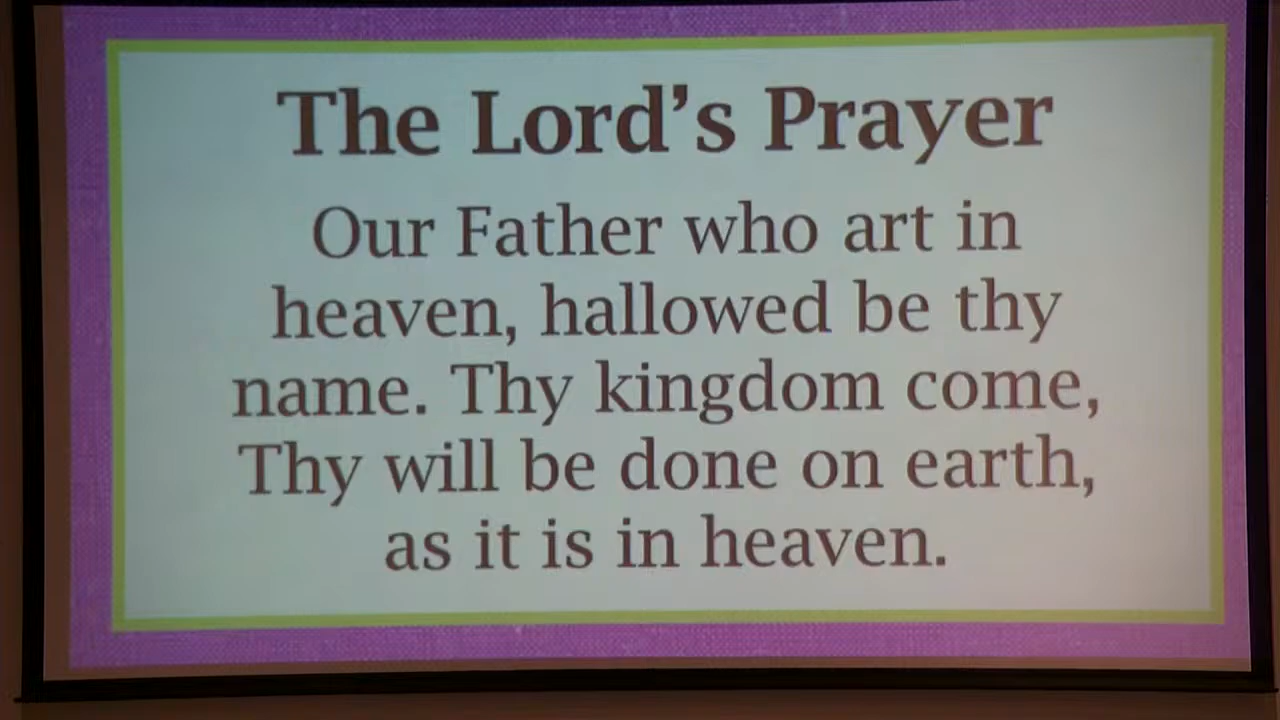 The Lord's Prayer
Our Father who art in
heaven, hallowed be thy
name. Thy kingdom come,
Thy will be done on earth,
as it is in heaven.